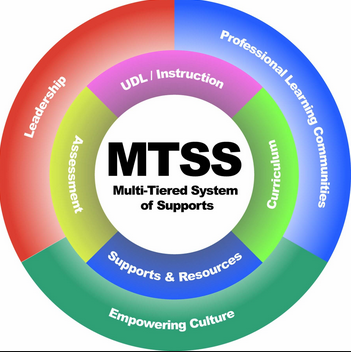 Leadership
Professional Learning Communities
UDL / Instruction
Assessment
Curriculum
MTSS
Multi-Tiered System
of Supports
Supports & Resources
Empowering Culture